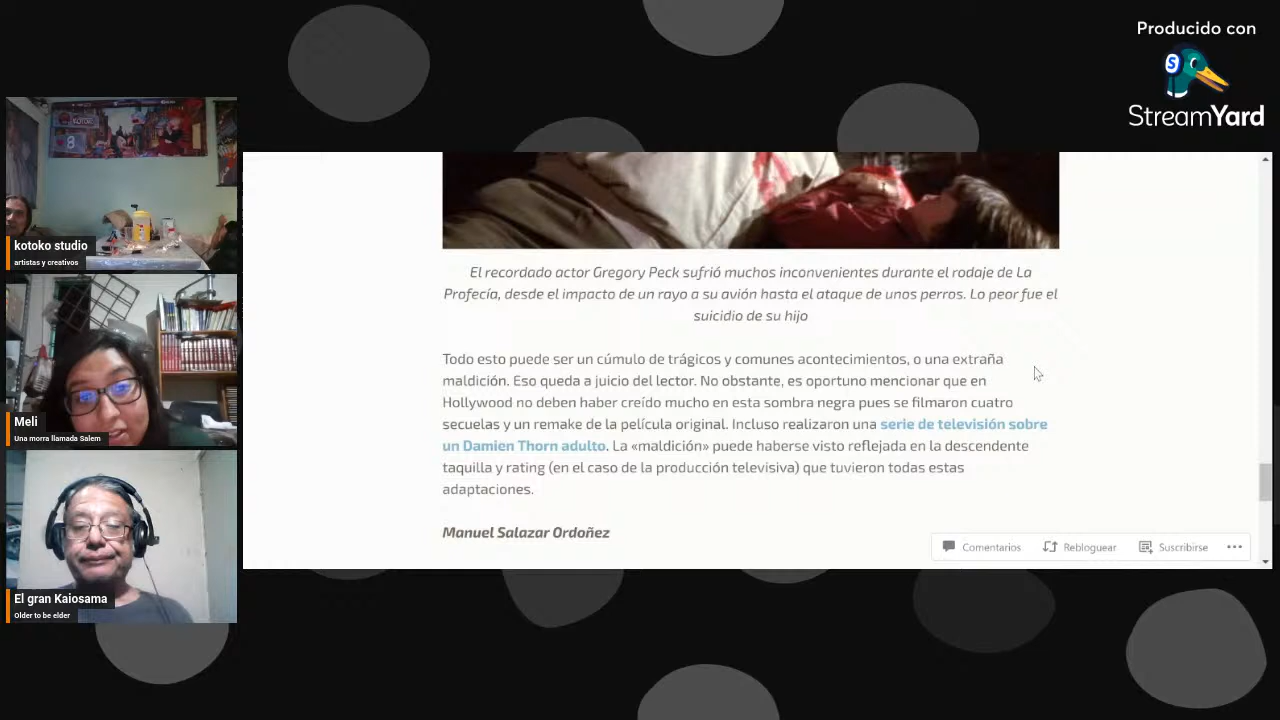 Producido con
StreamYard
kotoko studio
artistas y creativos
Meli
Una morra llamada Salem
El gran Kaiosama
Older to be elder
El recordado actor Gregory Peck sufrió muchos inconvenientes durante el rodaje de La
Profecía, desde el impacto de un rayo a su avión hasta el ataque de unos perros. Lo peor fue el
suicidio de su hijo
Todo esto puede ser un cúmulo de trágicos y comunes acontecimientos, o una extraña
maldición. Eso queda a juicio del lector. No obstante, es oportuno mencionar que en
Hollywood no deben haber creído mucho en esta sombra negra pues se filmaron cuatro
secuelas y un remake de la película original. Incluso realizaron una serie de televisión sobre
un Damien Thorn adulto. La «maldición» puede haberse visto reflejada en la descendente
taquilla y rating (en el caso de la producción televisiva) que tuvieron todas estas
adaptaciones.
Manuel Salazar Ordoñez
Comentarios Rebloguear Suscribirse